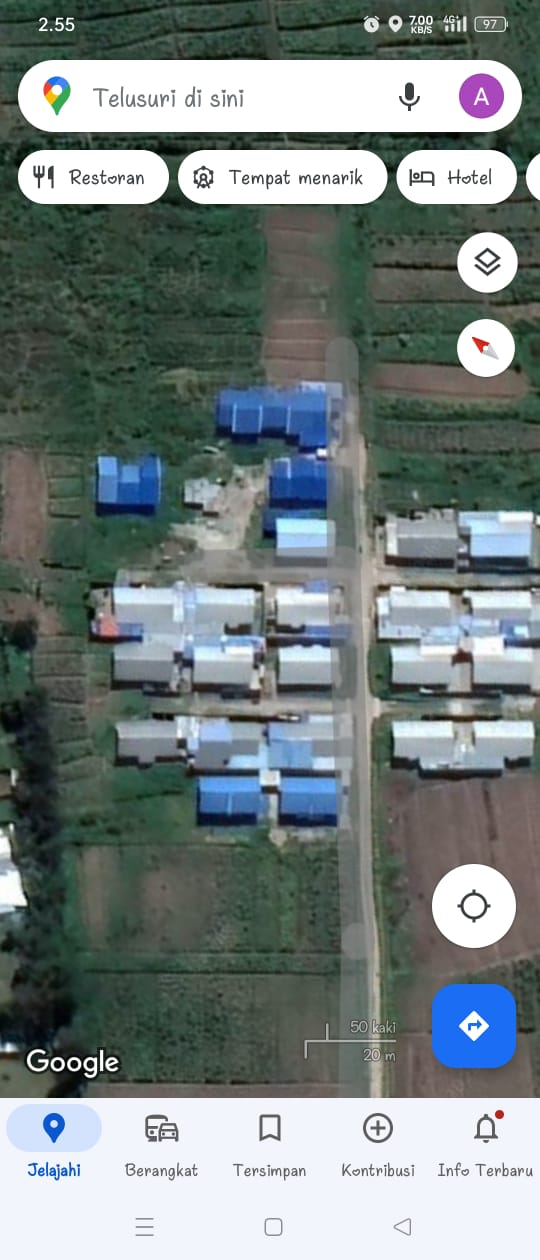 2.55
7.00
KB/S
4G+
97
Telusuri di sini
A
Restoran
Tempat menarik
Hotel
50 kaki
20 m
Google
Jelajahi
Berangkat
Tersimpan
Kontribusi
Info Terbaru